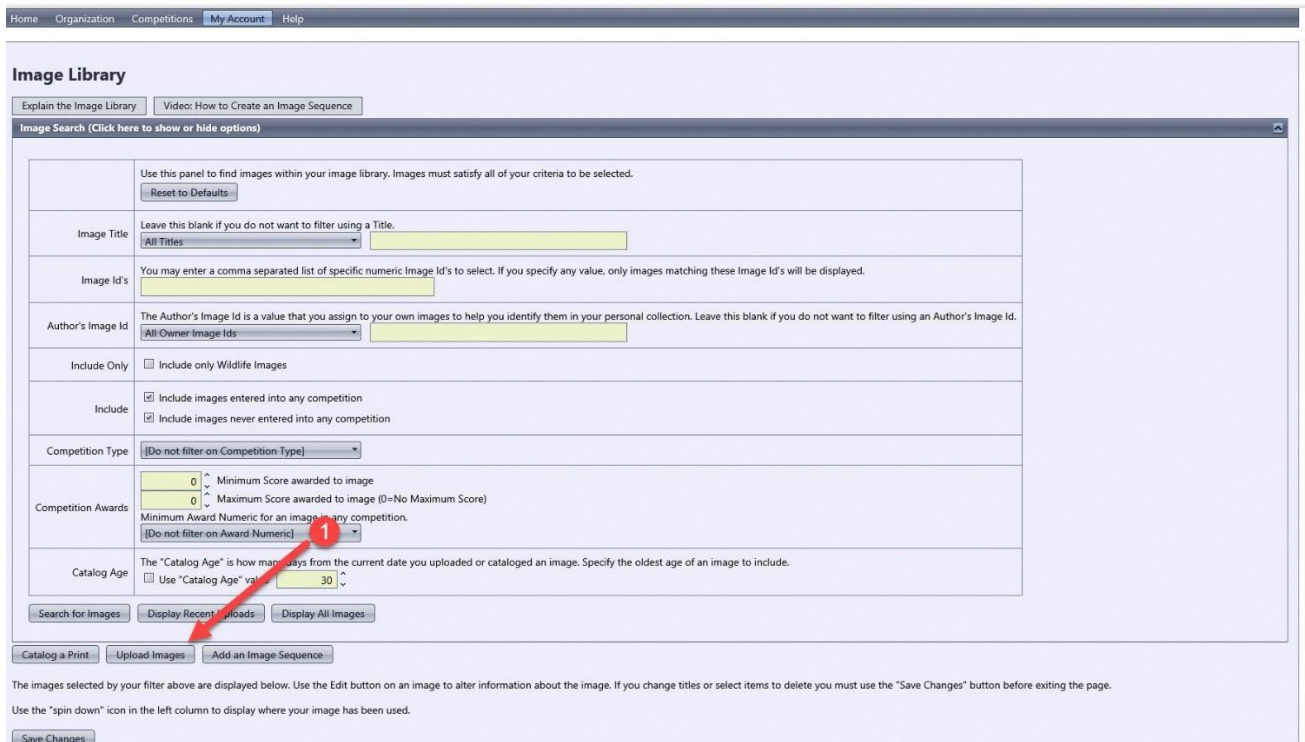 Home Organization Competitions My Account Help
Image Library
Explain the Image Library Video: How to Create an Image Sequence
Image Search (Click here to show or hide options)
Use this panel to find images within your image library. Images must satisfy all of your criteria to be selected.
Reset to Defaults
Image Title
Leave this blank if you do not want to filter using a Title.
All Titles
Image Id's
You may enter a comma separated list of specific numeric Image Id's to select. If you specify any value, only images matching these Image Id's will be displayed.
Author's Image Id
The Author's Image Id is a value that you assign to your own images to help you identify them in your personal collection. Leave this blank if you do not want to filter using an Author's Image Id.
All Owner Image Ids
Include Only
Include only Wildlife Images
Include
Include images entered into any competition
Include images never entered into any competition
Competition Type
[Do not filter on Competition Type]
Competition Awards
0 Minimum Score awarded to image
0 Maximum Score awarded to image (0=No Maximum Score)
Minimum Award Numeric for an image in any competition.
[Do not filter on Award Numeric]
1
Catalog Age
The "Catalog Age" is how many days from the current date you uploaded or cataloged an image. Specify the oldest age of an image to include.
Use "Catalog Age" value 30
Search for Images Display Recent Uploads Display All Images
Catalog a Print Upload Images Add an Image Sequence
The images selected by your filter above are displayed below. Use the Edit button on an image to alter information about the image. If you change titles or select items to delete you must use the "Save Changes" button before exiting the page.
Use the "spin down" icon in the left column to display where your image has been used.
Save Changes